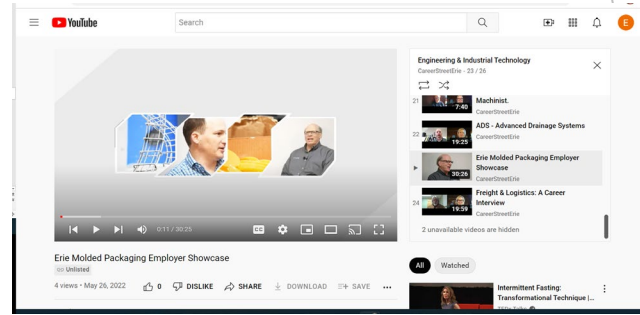 YouTube
Search
E
Engineering & Industrial Technology
CareerStreetErie - 23 / 26
21
7:40
Machinist.
CareerStreetErie
22
19:25
ADS - Advanced Drainage Systems
CareerStreetErie
30:26
Erie Molded Packaging Employer
Showcase
CareerStreetErie
24
19:59
Freight & Logistics: A Career
Interview
CareerStreetErie
2 unavailable videos are hidden
0:11 / 30:25
CC
Erie Molded Packaging Employer Showcase
Unlisted
4 views • May 26, 2022
0
DISLIKE
SHARE
DOWNLOAD
SAVE
All
Watched
Intermittent Fasting:
Transformational Technique |...